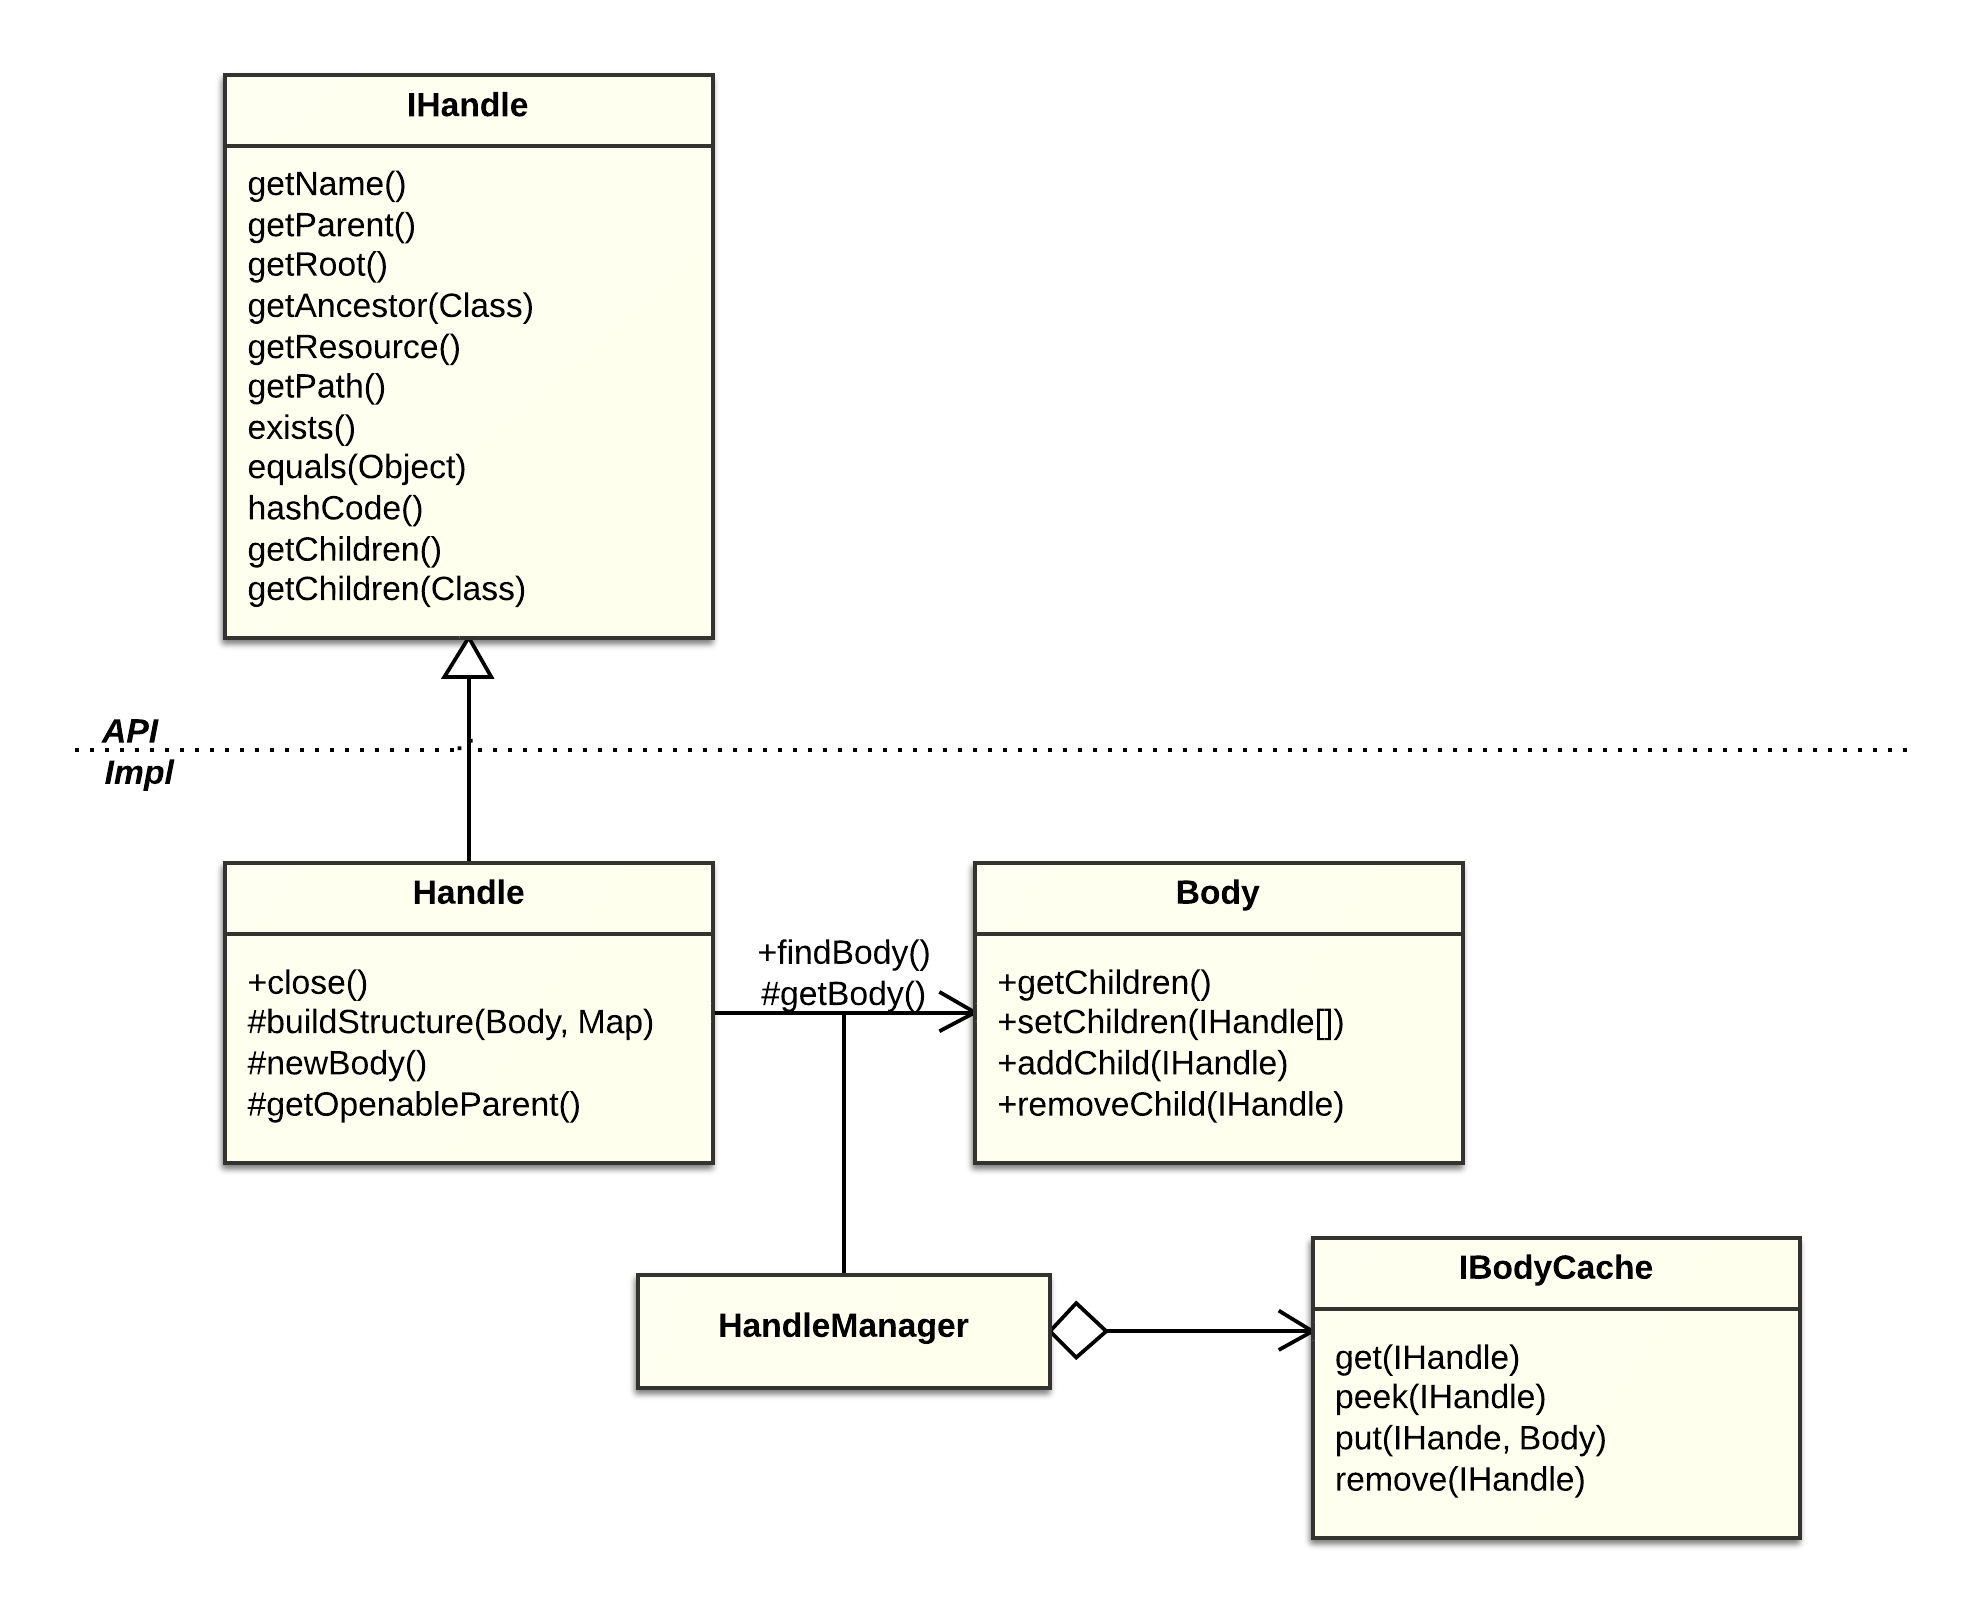 IHandle
getName()
getParent()
getRoot()
getAncestor(Class)
getResource()
getPath()
exists()
equals(Object)
hashCode()
getChildren()
getChildren(Class)
API
Impl
Handle
+close()
#buildStructure(Body, Map)
#newBody()
#getOpenableParent()
+findBody()
#getBody()
Body
+getChildren()
+setChildren(IHandle[])
+addChild(IHandle)
+removeChild(IHandle)
HandleManager
IBodyCache
get(IHandle)
peek(IHandle)
put(IHande, Body)
remove(IHandle)